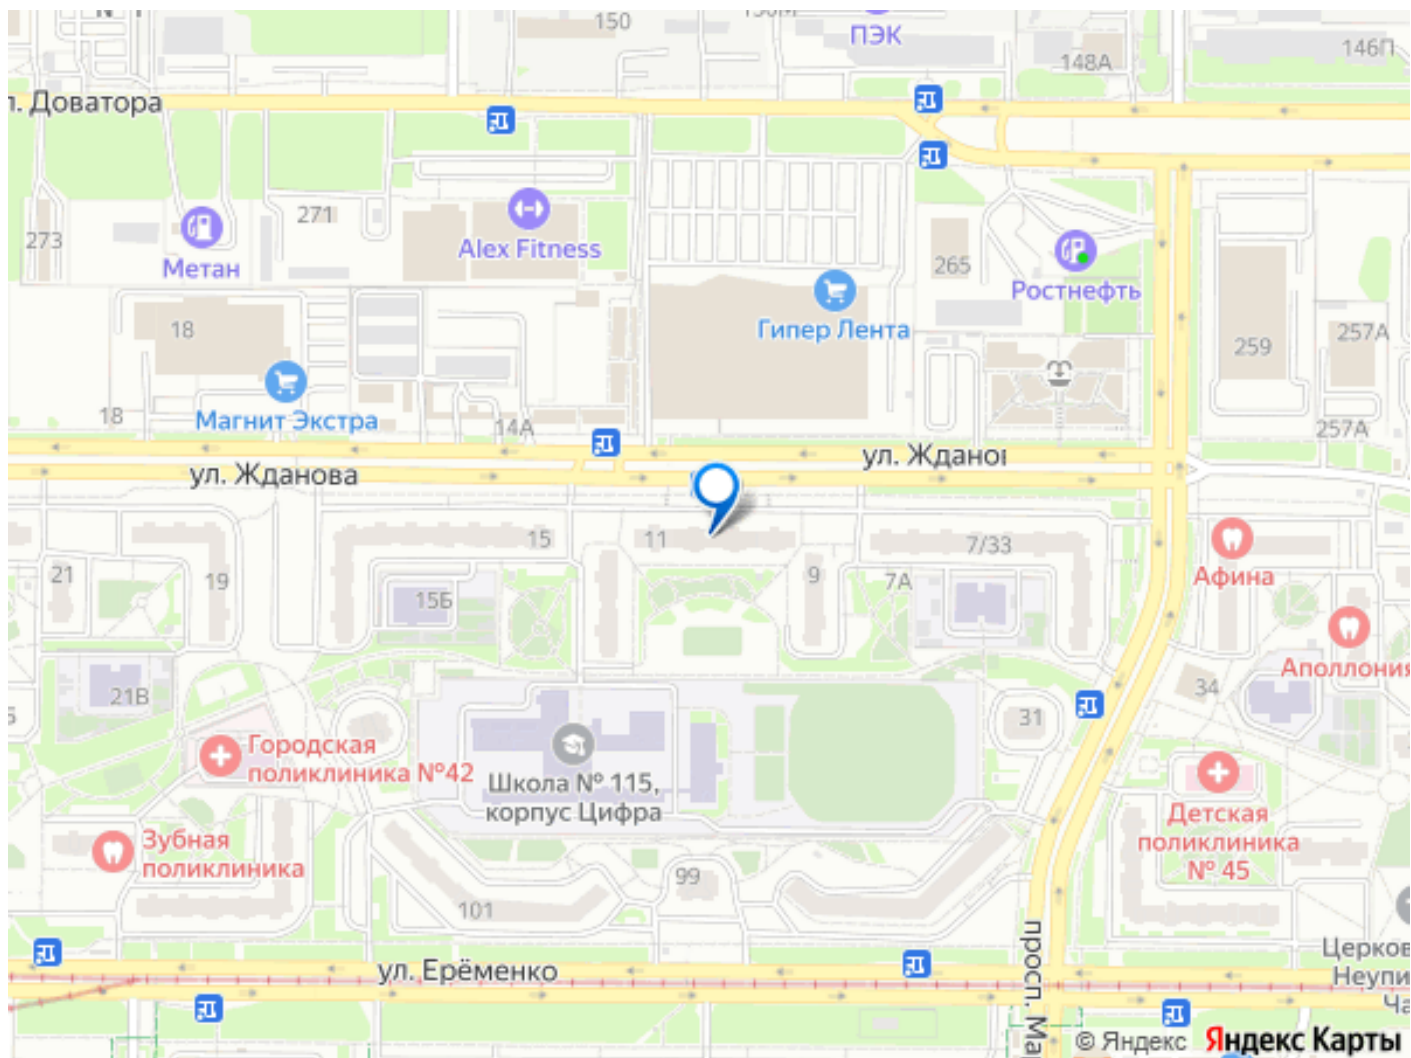 150
ПЭК
148А
146П
л. Доватора
271
273
Alex Fitness
Метан
265
Ростнефть
Гипер Лента
18
259
257А
Магнит Экстра
18
14А
257А
ул. Жданова
ул. Ждано
15
11
7/33
Афина
21
19
15Б
9
7А
Аполлония
21В
34
31
Городская
поликлиника №42
Школа № 115,
корпус Цифра
Детская
поликлиника
№ 45
Зубная
поликлиника
99
101
ул. Ерёменко
просп. Ма
Церков
Неупи
Ча
© Яндекс Яндекс Карты